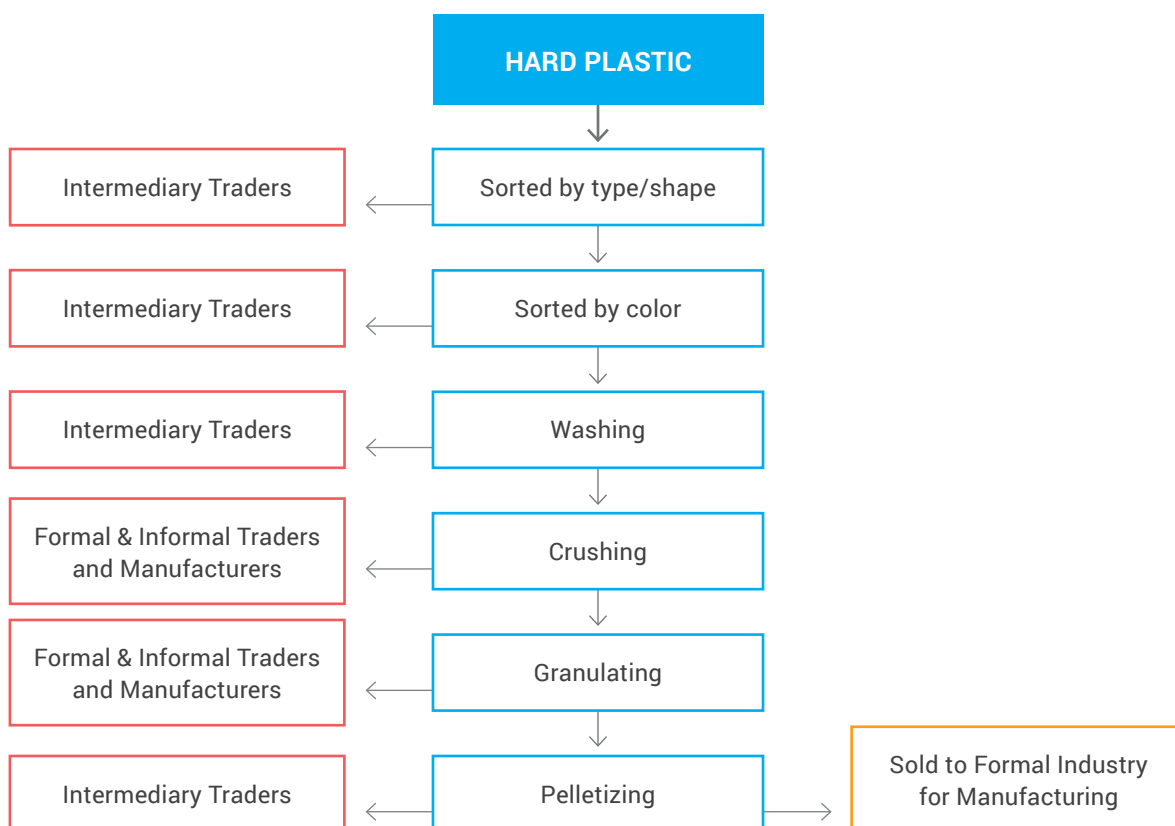 HARD PLASTIC
Intermediary Traders
Sorted by type/shape
Intermediary Traders
Sorted by color
Intermediary Traders
Washing
Formal & Informal Traders
and Manufacturers
Crushing
Formal & Informal Traders
and Manufacturers
Granulating
Intermediary Traders
Pelletizing
Sold to Formal Industry
for Manufacturing